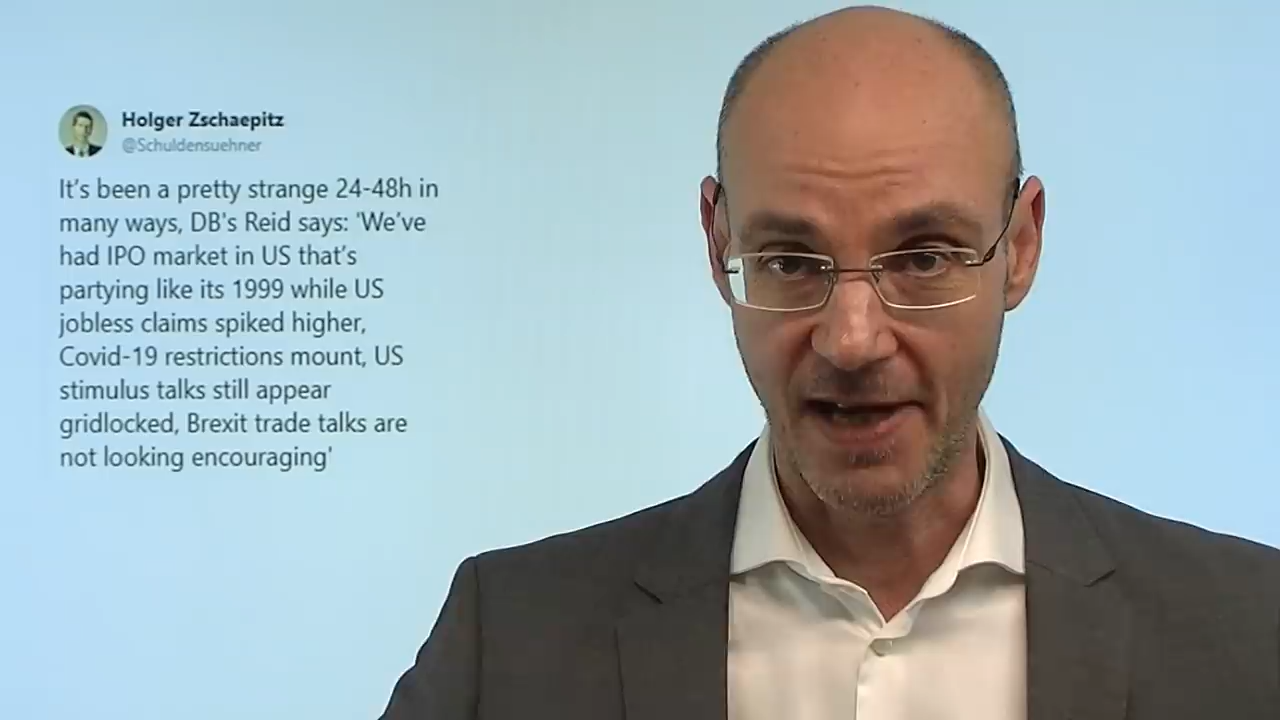 Holger Zschaepitz
@Schuldensuehner
It's been a pretty strange 24-48h in
many ways, DB's Reid says: 'We've
had IPO market in US that's
partying like its 1999 while US
jobless claims spiked higher,
Covid-19 restrictions mount, US
stimulus talks still appear
gridlocked, Brexit trade talks are
not looking encouraging'